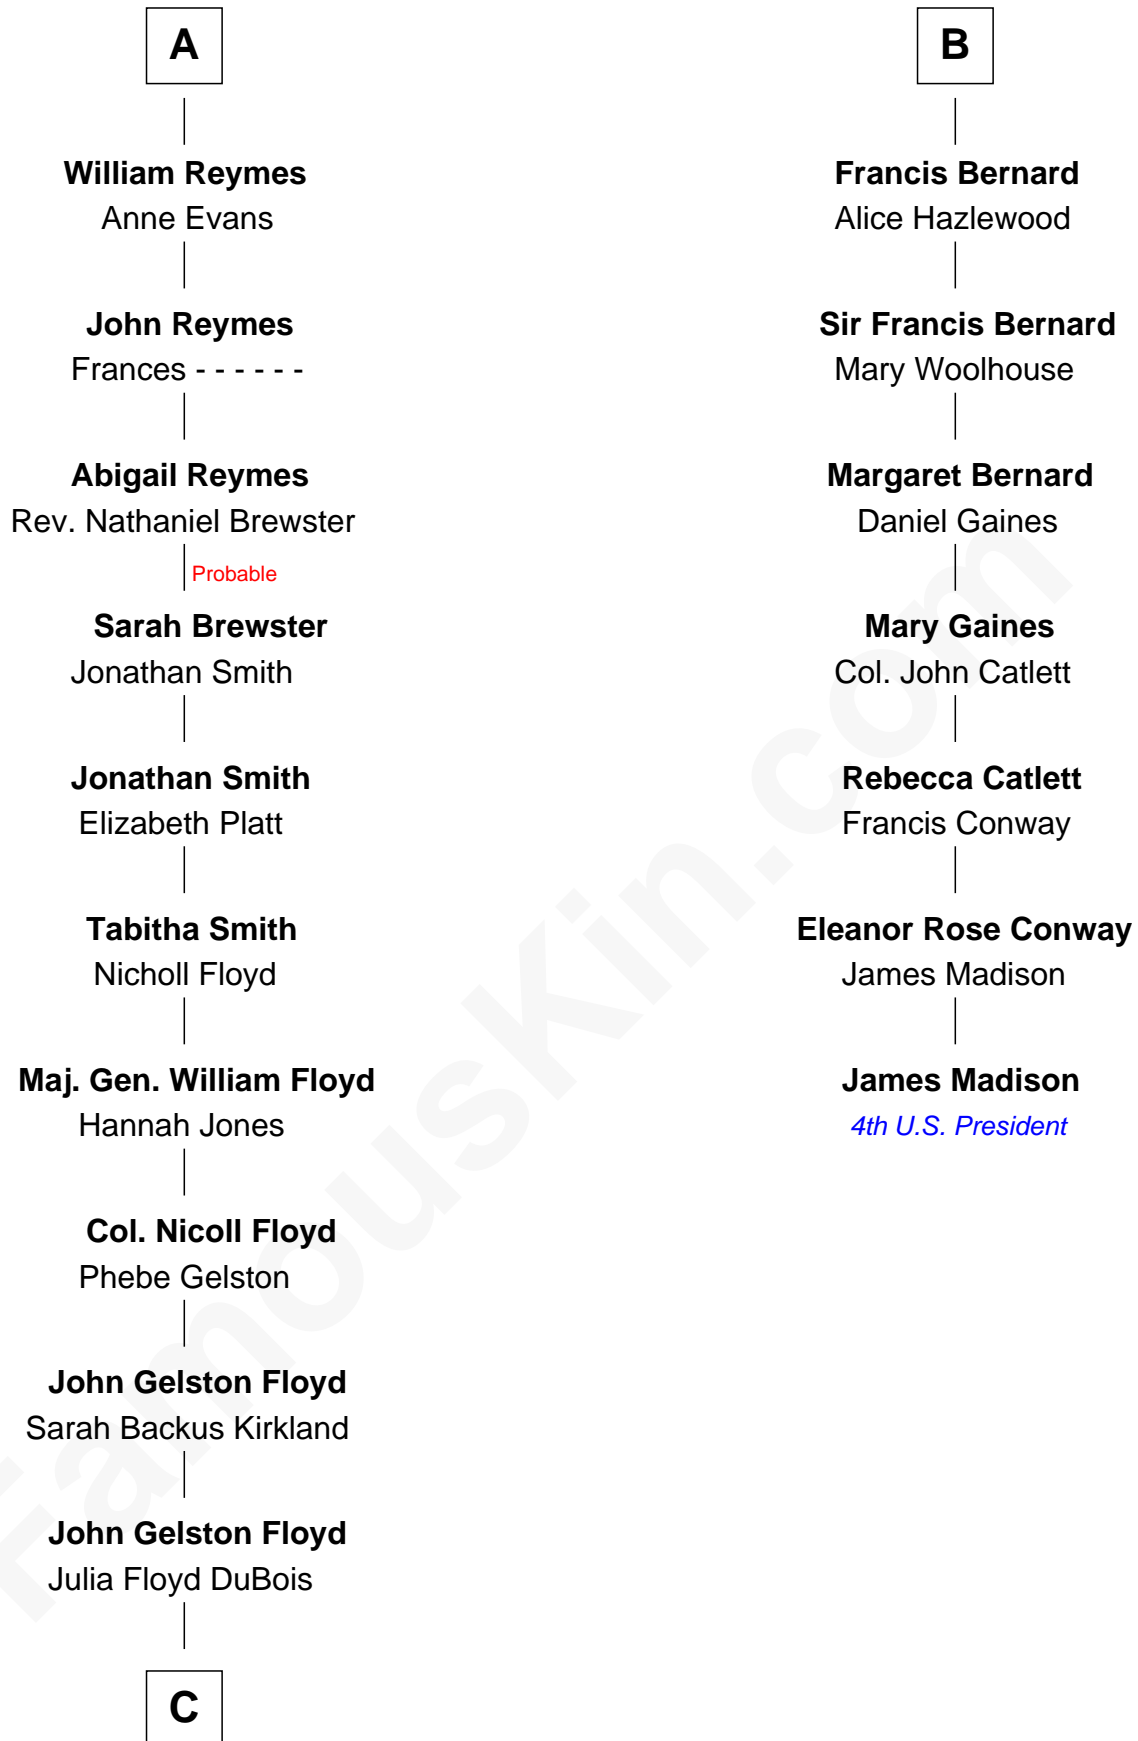 A
William Reymes
Anne Evans
John Reymes
Frances - - - - - -
Abigail Reymes
Rev. Nathaniel Brewster
Probable
Sarah Brewster
Jonathan Smith
Jonathan Smith
Elizabeth Platt
Tabitha Smith
Nicholl Floyd
Maj. Gen. William Floyd
Hannah Jones
Col. Nicoll Floyd
Phebe Gelston
John Gelston Floyd
Sarah Backus Kirkland
John Gelston Floyd
Julia Floyd DuBois
C
B
Francis Bernard
Alice Hazlewood
Sir Francis Bernard
Mary Woolhouse
Margaret Bernard
Daniel Gaines
Mary Gaines
Col. John Catlett
Rebecca Catlett
Francis Conway
Eleanor Rose Conway
James Madison
James Madison
4th U.S. President
FamousKin.com